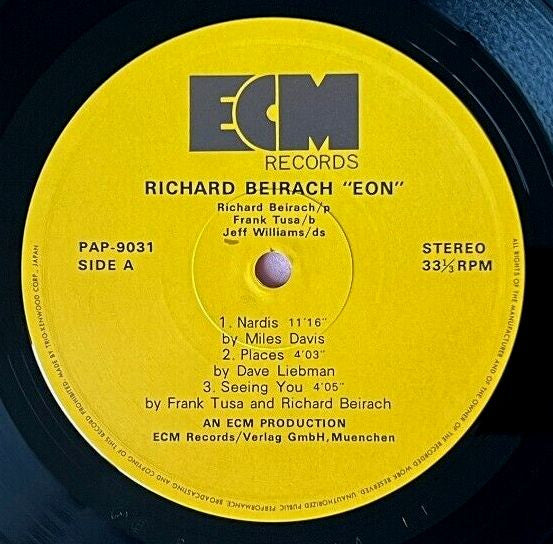 ECM
RECORDS
RICHARD BEIRACH "EON"
Richard Beirach/p
Frank Tusa/b
Jeff Williams/ds
PAP-9031
SIDE A
STEREO
33⅓ RPM
1. Nardis 11'16"
by Miles Davis
2. Places 4'03"
by Dave Liebman
3. Seeing You 4'05"
by Frank Tusa and Richard Beirach
AN ECM PRODUCTION
ECM Records/Verlag GmbH, Muenchen
ALL RIGHTS OF THE MANUFACTURER AND OF THE OWNER OF THE RECORDED WORK RESERVED. UNAUTHORIZED PUBLIC PERFORMANCE, BROADCASTING AND COPYING OF THIS RECORD PROHIBITED. MADE BY TRIO-KENWOOD CORP., JAPAN